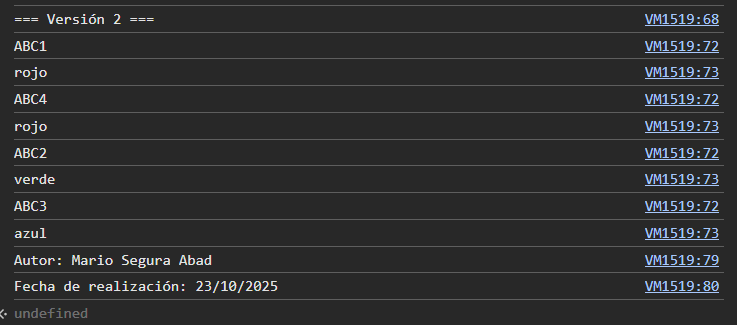 === Versión 2 === VM1519:68
ABC1 VM1519:72
rojo VM1519:73
ABC4 VM1519:72
rojo VM1519:73
ABC2 VM1519:72
verde VM1519:73
ABC3 VM1519:72
azul VM1519:73
Autor: Mario Segura Abad VM1519:79
Fecha de realización: 23/10/2025 VM1519:80
undefined